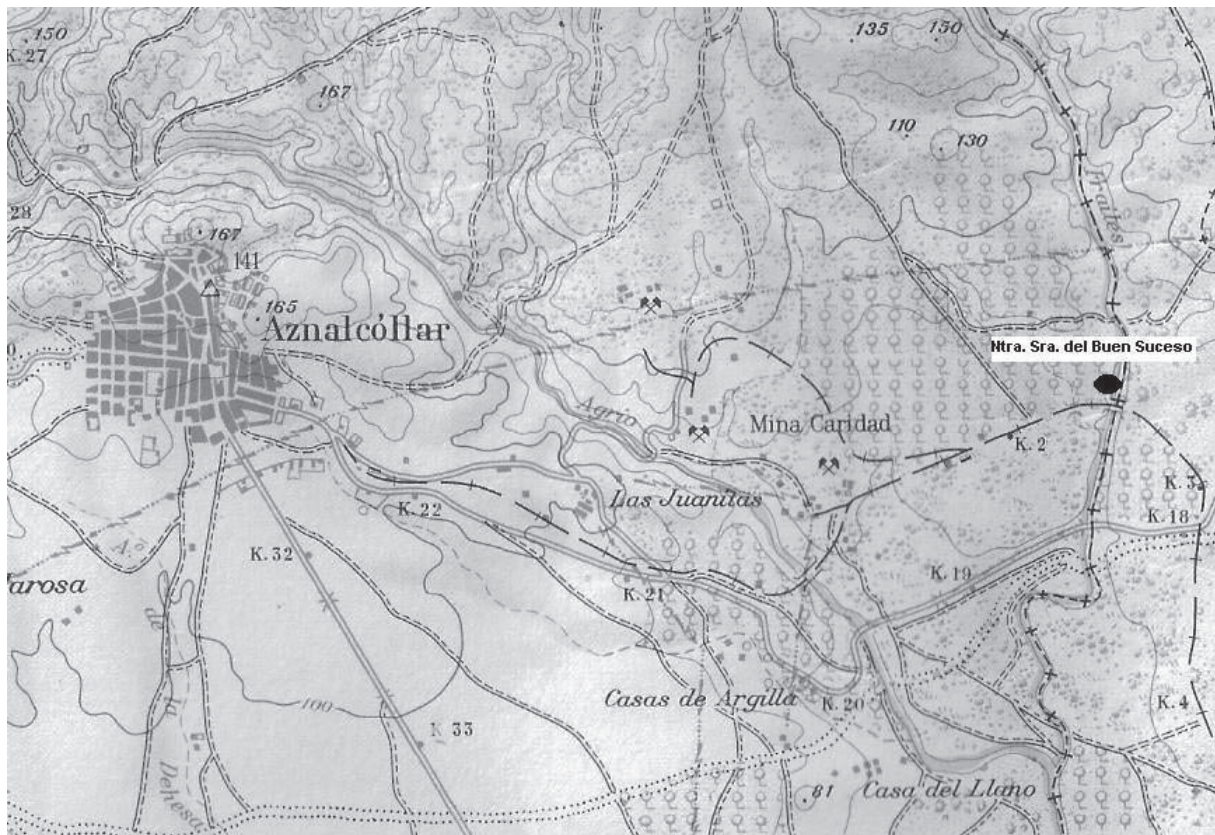 150
K. 27
135
150
167
110
130
Frailes
28
167
141
165
Aznalcóllar
Ntra. Sra. del Buen Suceso
Agrio
Mina Caridad
K. 2
K. 3
Las Juanitas
K. 22
K. 18
K. 32
A.º
K. 19
K. 21
arosa
de
la
Dehesa
100
Casas de Argilla
K. 20
K. 4
K 33
81
Casa del Llano